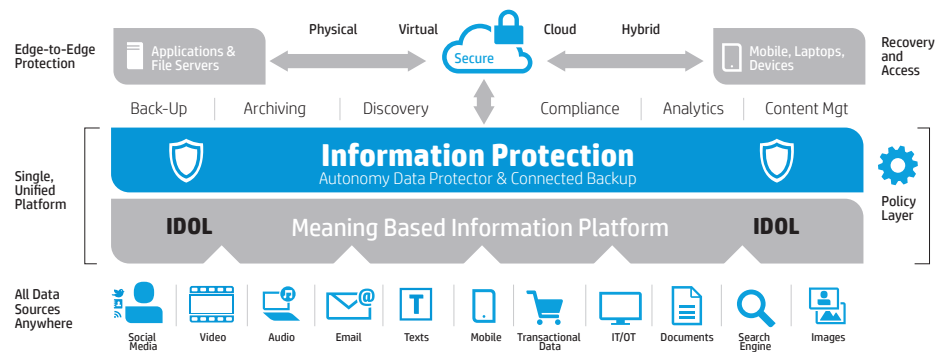 Edge-to-Edge
Protection
Applications &
File Servers
Physical
Virtual
Secure
Cloud
Hybrid
Mobile, Laptops,
Devices
Recovery
and
Access
Back-Up
Archiving
Discovery
Compliance
Analytics
Content Mgt
Single,
Unified
Platform
Information Protection
Autonomy Data Protector & Connected Backup
Policy
Layer
IDOL
Meaning Based Information Platform
IDOL
All Data
Sources
Anywhere
@
T
Social
Media
Video
Audio
Email
Texts
Mobile
Transactional
Data
IT/OT
Documents
Search
Engine
Images